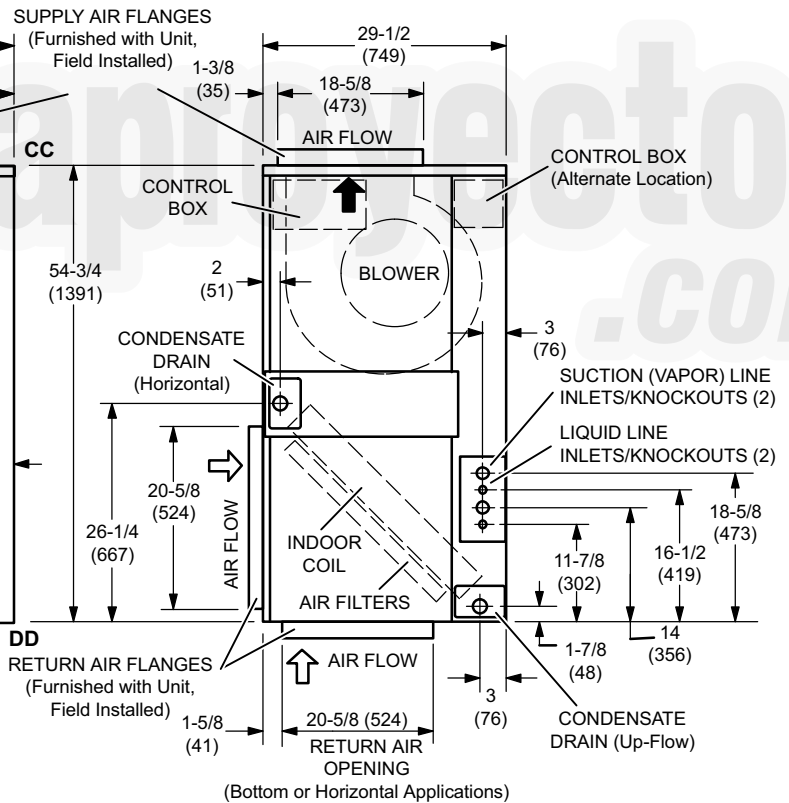 SUPPLY AIR FLANGES
(Furnished with Unit,
Field Installed)
29-1/2
(749)
1-3/8
(35)
18-5/8
(473)
AIR FLOW
CC
CONTROL
BOX
CONTROL BOX
(Alternate Location)
54-3/4
(1391)
2
(51)
BLOWER
3
(76)
CONDENSATE
DRAIN
(Horizontal)
SUCTION (VAPOR) LINE
INLETS/KNOCKOUTS (2)
LIQUID LINE
INLETS/KNOCKOUTS (2)
20-5/8
(524)
26-1/4
(667)
AIR FLOW
INDOOR
COIL
AIR FILTERS
18-5/8
(473)
16-1/2
(419)
11-7/8
(302)
14
(356)
1-7/8
(48)
DD
RETURN AIR FLANGES
(Furnished with Unit,
Field Installed)
AIR FLOW
1-5/8
(41)
20-5/8 (524)
3
(76)
RETURN AIR
OPENING
(Bottom or Horizontal Applications)
CONDENSATE
DRAIN (Up-Flow)
aproyecto
.co